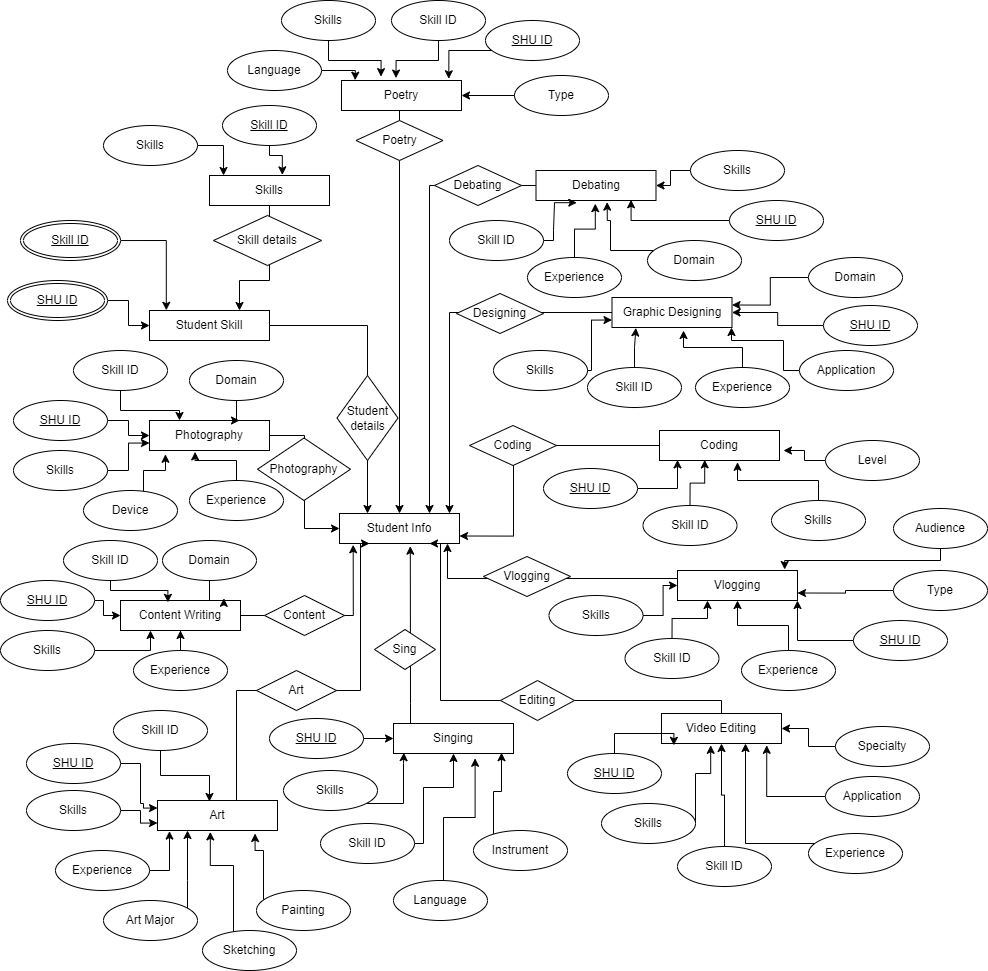 Skills
Skill ID
SHU ID
Language
Poetry
Type
Poetry
Skill ID
Skills
Skills
Skill details
Skill ID
SHU ID
Student Skill
Debating
Debating
Skills
Skill ID
SHU ID
Experience
Domain
Designing
Graphic Designing
Domain
SHU ID
Skills
Skill ID
Experience
Application
Student
details
Skill ID
Domain
SHU ID
Photography
Skills
Device
Experience
Photography
Coding
Coding
Level
SHU ID
Skill ID
Skills
Student Info
Audience
Vlogging
Vlogging
Type
Skills
Skill ID
Experience
SHU ID
Skill ID
Domain
SHU ID
Content Writing
Content
Skills
Experience
Sing
Art
Editing
Skill ID
SHU ID
Skills
Art
Experience
Art Major
Sketching
Painting
SHU ID
Singing
Skills
Skill ID
Language
Instrument
Video Editing
Specialty
SHU ID
Application
Skills
Skill ID
Experience